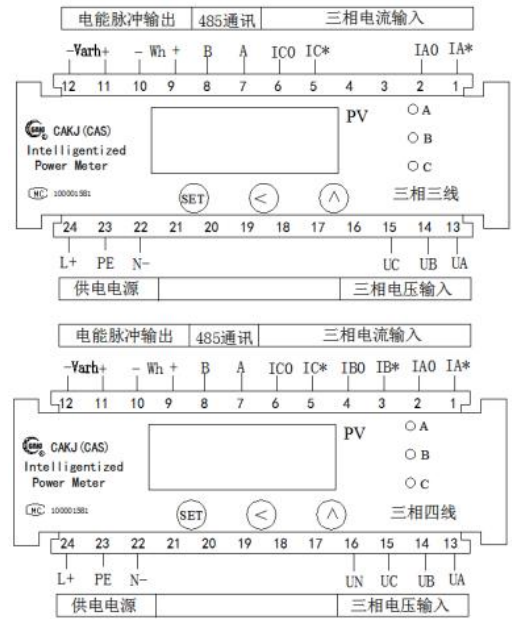 电能脉冲输出 485通讯 三相电流输入
-Varh+ - Wh + B A IC0 IC* IA0 IA*
12 11 10 9 8 7 6 5 4 3 2 1
PV A
CAKJ(CAS) B
Intelligentized
Power Meter C
MC 100001581 SET < ∧ 三相三线
24 23 22 21 20 19 18 17 16 15 14 13
L+ PE N- UC UB UA
供电电源 三相电压输入
电能脉冲输出 485通讯 三相电流输入
-Varh+ - Wh + B A IC0 IC* IB0 IB* IA0 IA*
12 11 10 9 8 7 6 5 4 3 2 1
PV A
CAKJ(CAS) B
Intelligentized
Power Meter C
MC 100001581 SET < ∧ 三相四线
24 23 22 21 20 19 18 17 16 15 14 13
L+ PE N- UN UC UB UA
供电电源 三相电压输入